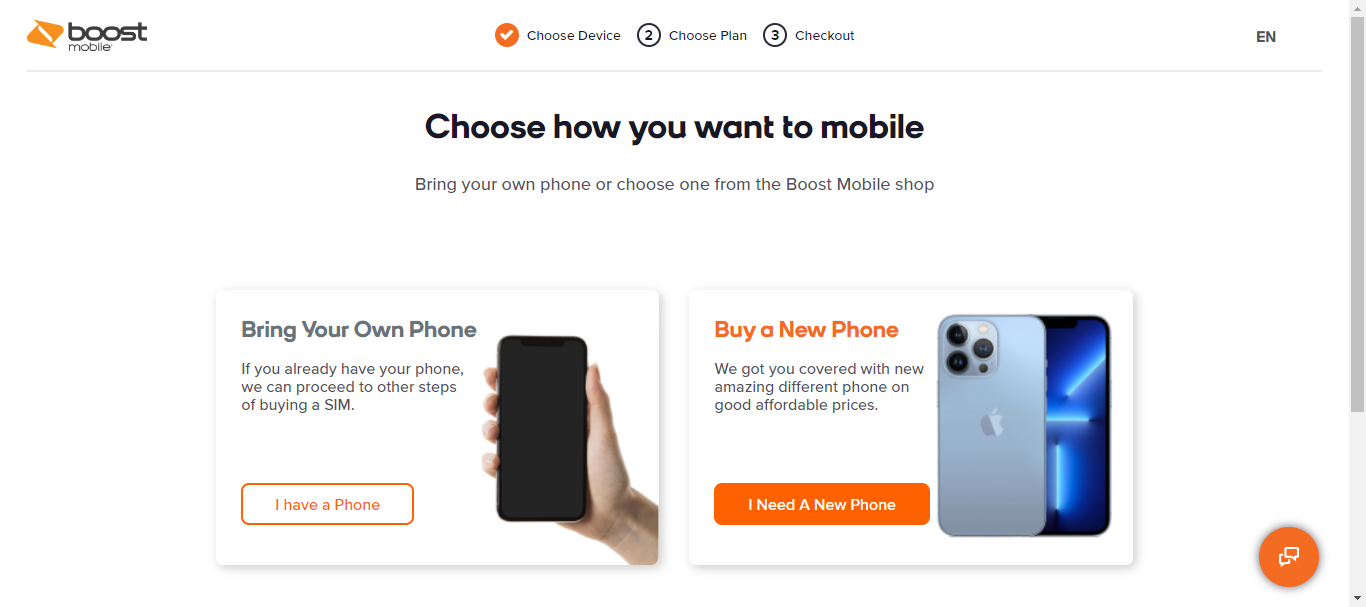 boost
mobile
Choose Device
2 Choose Plan
3 Checkout
EN
Choose how you want to mobile
Bring your own phone or choose one from the Boost Mobile shop
Bring Your Own Phone
If you already have your phone,
we can proceed to other steps
of buying a SIM.
I have a Phone
Buy a New Phone
We got you covered with new
amazing different phone on
good affordable prices.
I Need A New Phone